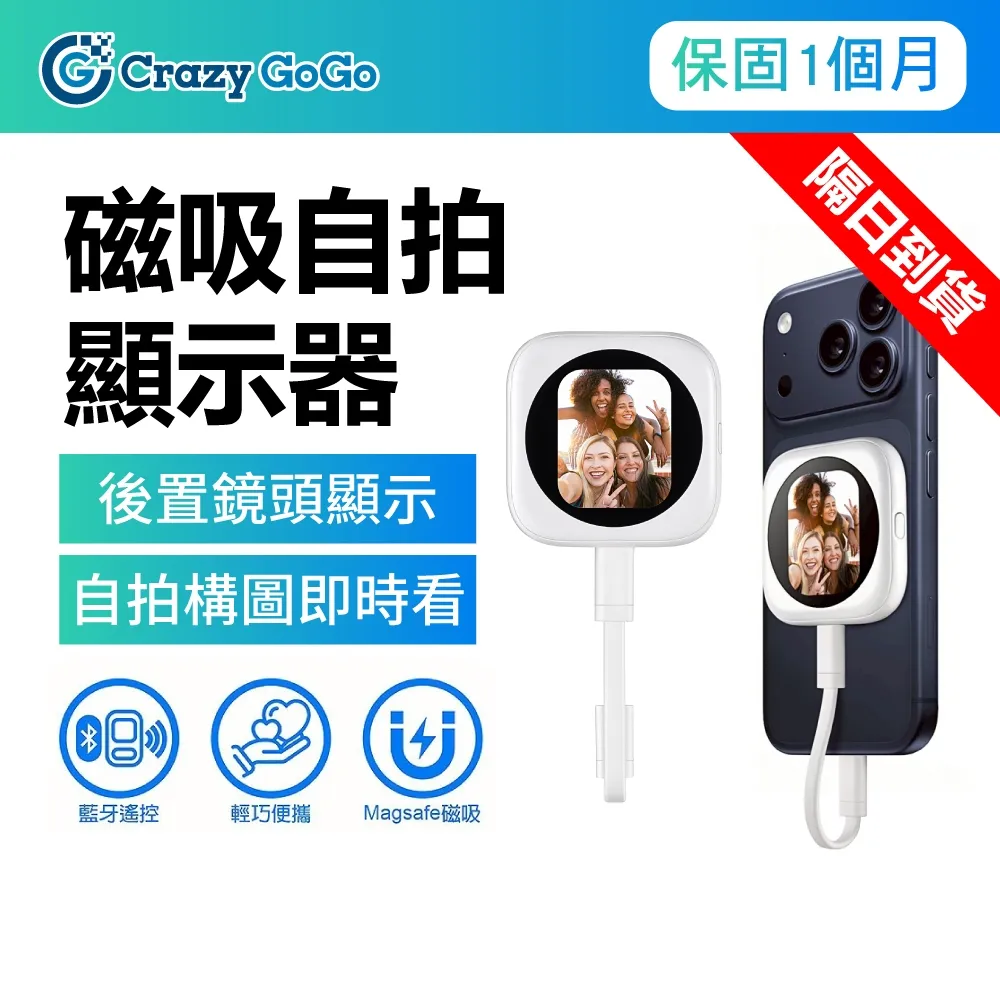 Crazy GoGo
保固1個月
隔日到貨
磁吸自拍
顯示器
後置鏡頭顯示
自拍構圖即時看
藍牙遙控
輕巧便攜
Magsafe磁吸